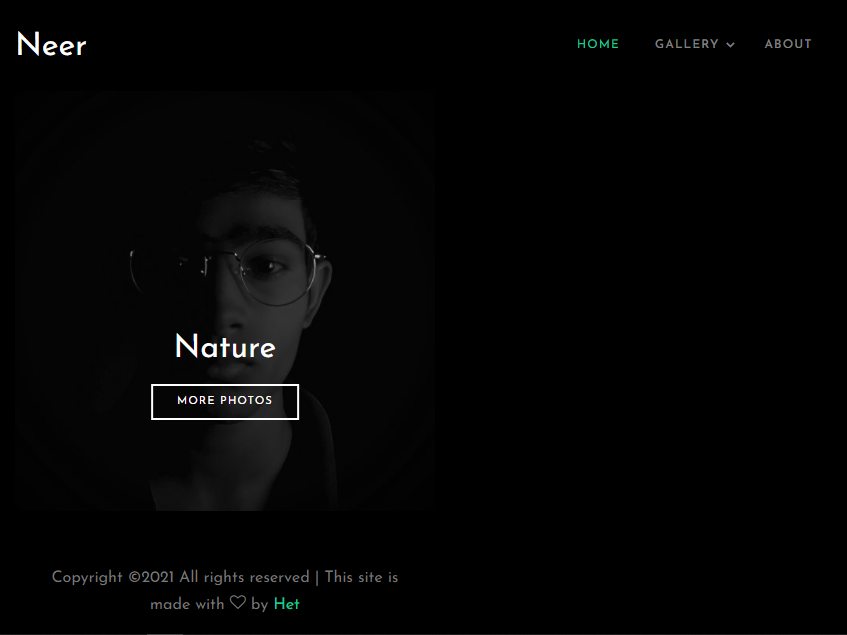 Neer
HOME GALLERY ABOUT
Nature
MORE PHOTOS
Copyright ©2021 All rights reserved | This site is
made with ♡ by Het